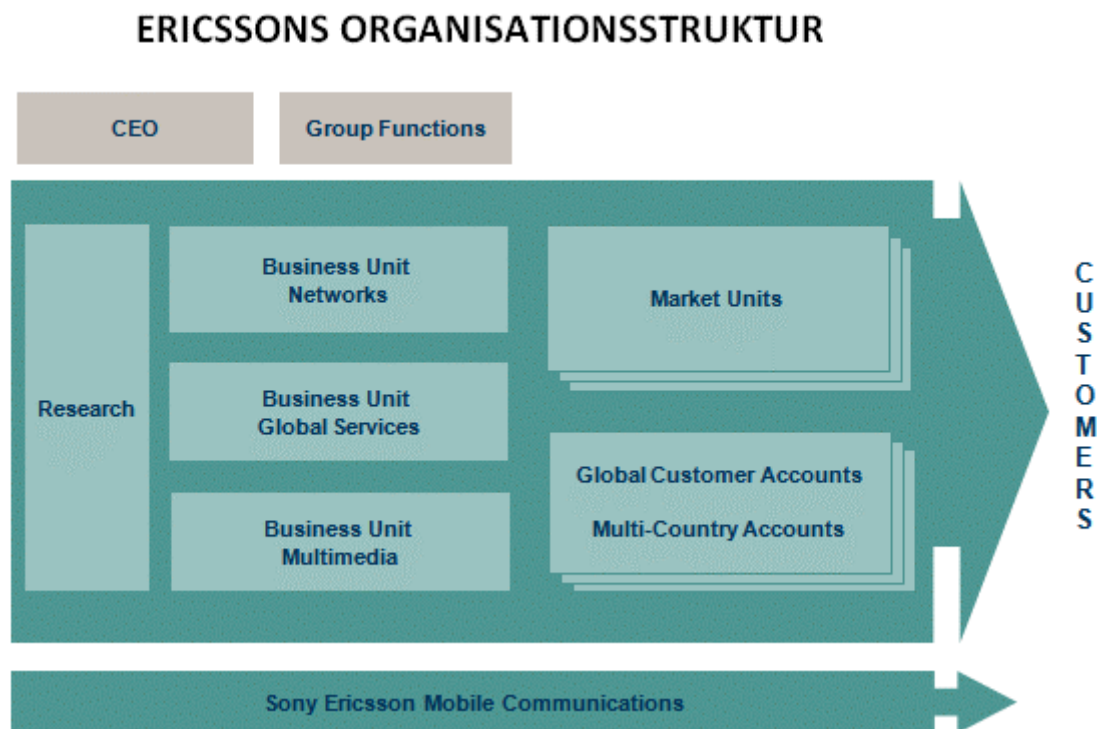 ERICSSONS ORGANISATIONSSTRUKTUR
CEO
Group Functions
Research
Business Unit
Networks
Business Unit
Global Services
Business Unit
Multimedia
Market Units
Global Customer Accounts
Multi-Country Accounts
CUSTOMERS
Sony Ericsson Mobile Communications